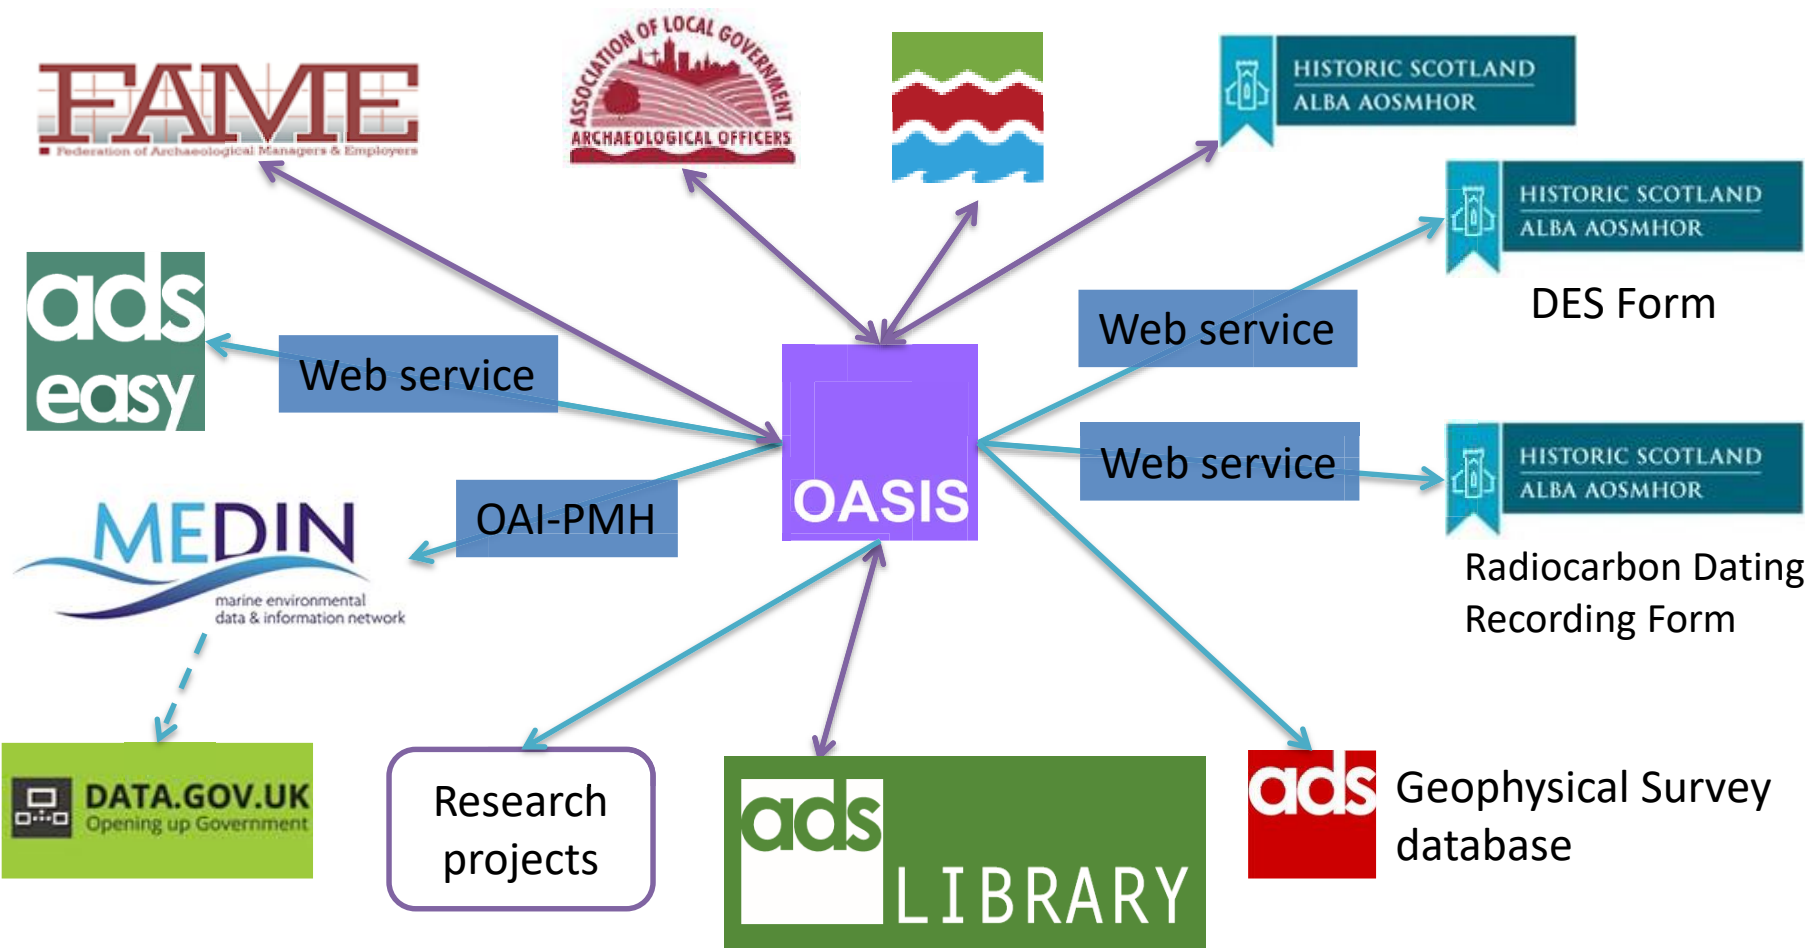 FAME
Federation of Archaeological Managers & Employers
ASSOCIATION OF LOCAL GOVERNMENT
ARCHAEOLOGICAL OFFICERS
HISTORIC SCOTLAND
ALBA AOSMHOR
HISTORIC SCOTLAND
ALBA AOSMHOR
DES Form
ads
easy
Web service
Web service
Web service
HISTORIC SCOTLAND
ALBA AOSMHOR
Radiocarbon Dating
Recording Form
OASIS
OAI-PMH
MEDIN
marine environmental
data & information network
DATA.GOV.UK
Opening up Government
Research
projects
ads
LIBRARY
ads
Geophysical Survey
database